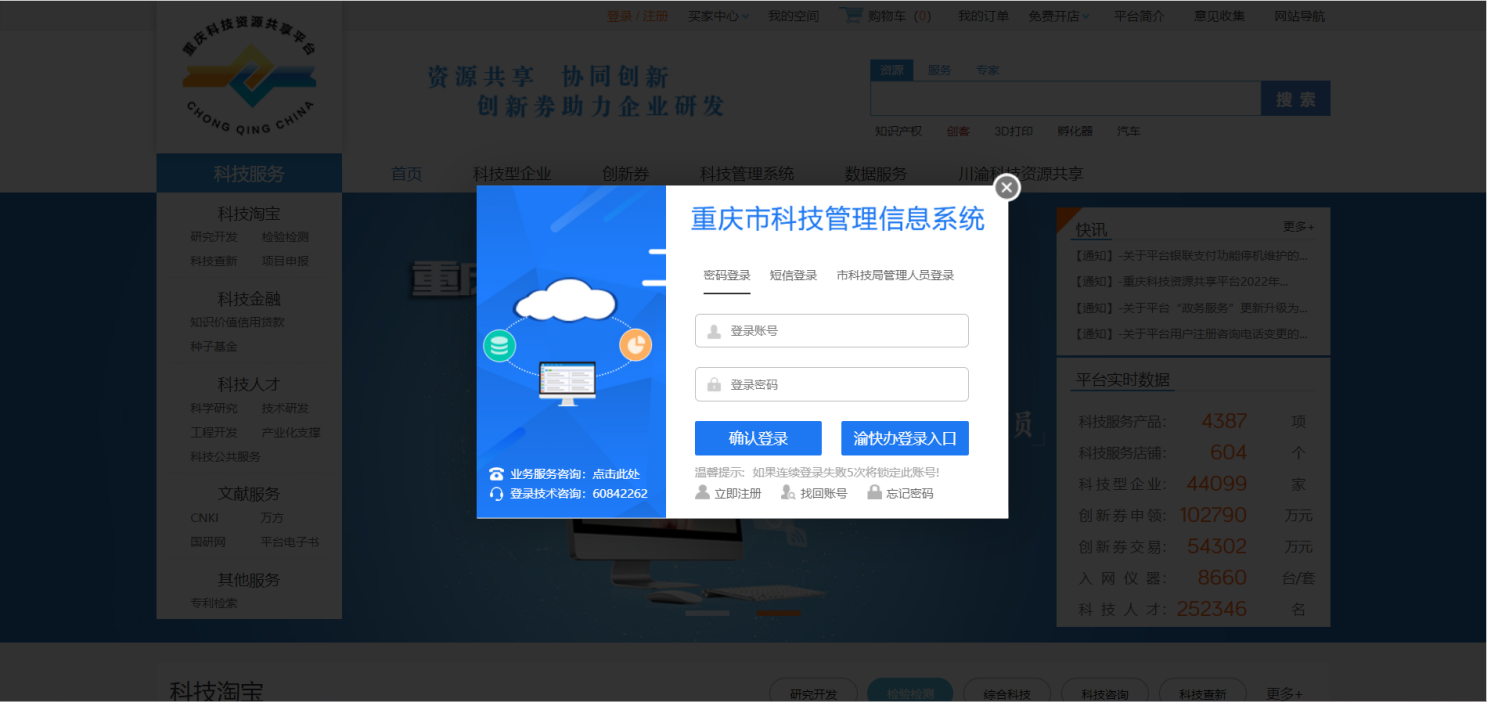 登录 / 注册 买家中心 我的空间 购物车 (0) 我的订单 免费开店 平台简介 意见收集 网站导航
重庆科技资源共享平台
CHONG QING CHINA
资源共享 协同创新
创新券助力企业研发
资源 服务 专家
搜 索
知识产权 创客 3D打印 孵化器 汽车
科技服务
首页 科技型企业 创新券 科技管理系统 数据服务 川渝科技资源共享
科技淘宝
研究开发 检验检测
科技查新 项目申报
科技金融
知识价值信用贷款
种子基金
科技人才
科学研究 技术研发
工程开发 产业化支撑
科技公共服务
文献服务
CNKI 万方
国研网 平台电子书
其他服务
专利检索
重庆
员
重庆市科技管理信息系统
密码登录 短信登录 市科技局管理人员登录
登录账号
登录密码
确认登录 渝快办登录入口
温馨提示: 如果连续登录失败5次将锁定此账号!
立即注册 找回账号 忘记密码
业务服务咨询: 点击此处
登录技术咨询: 60842262
快讯 更多+
【通知】-关于平台银联支付功能停机维护的...
【通知】-重庆科技资源共享平台2022年...
【通知】-关于平台“政务服务”更新升级为...
【通知】-关于平台用户注册咨询电话变更的...
平台实时数据
科技服务产品: 4387 项
科技服务店铺: 604 个
科技型企业: 44099 家
创新券申领: 102790 万元
创新券交易: 54302 万元
入网仪器: 8660 台/套
科技人才: 252346 名
科技淘宝
研究开发 检验检测 综合科技 科技咨询 科技查新 更多+